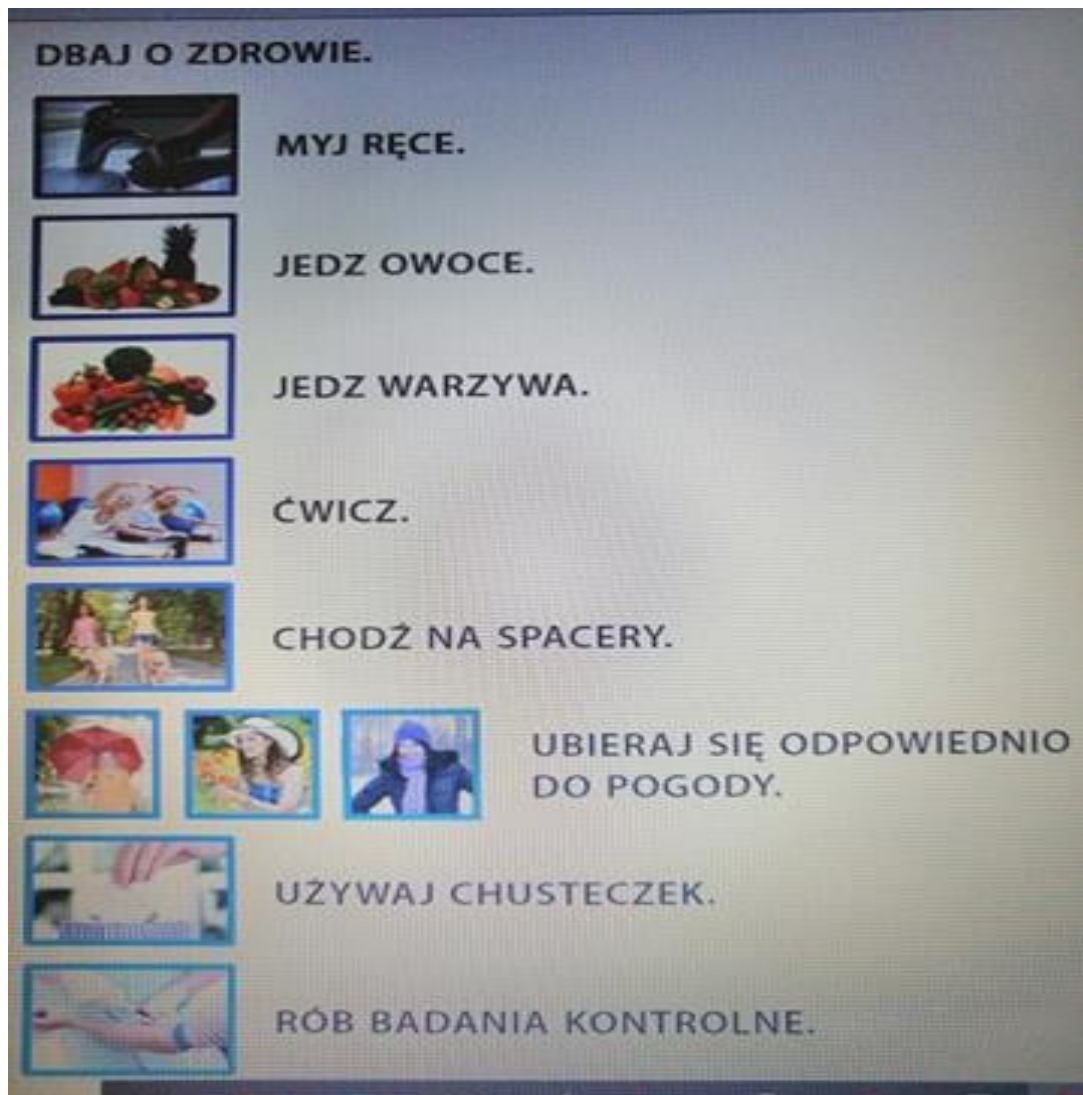 DBAJ O ZDROWIE.
MYJ RĘCE.
JEDZ OWOCE.
JEDZ WARZYWA.
ĆWICZ.
CHODŹ NA SPACERY.
UBIERAJ SIĘ ODPOWIEDNIO
DO POGODY.
UŻYWAJ CHUSTECZEK.
RÓB BADANIA KONTROLNE.